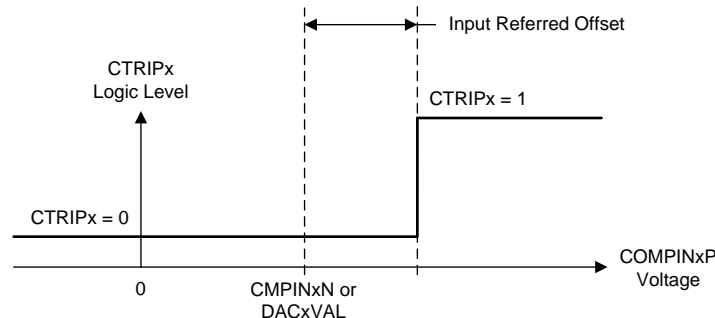 Input Referred Offset
CTRIPx
Logic Level
CTRIPx = 1
CTRIPx = 0
COMPINxP
Voltage
0
CMPINxN or
DACxVAL